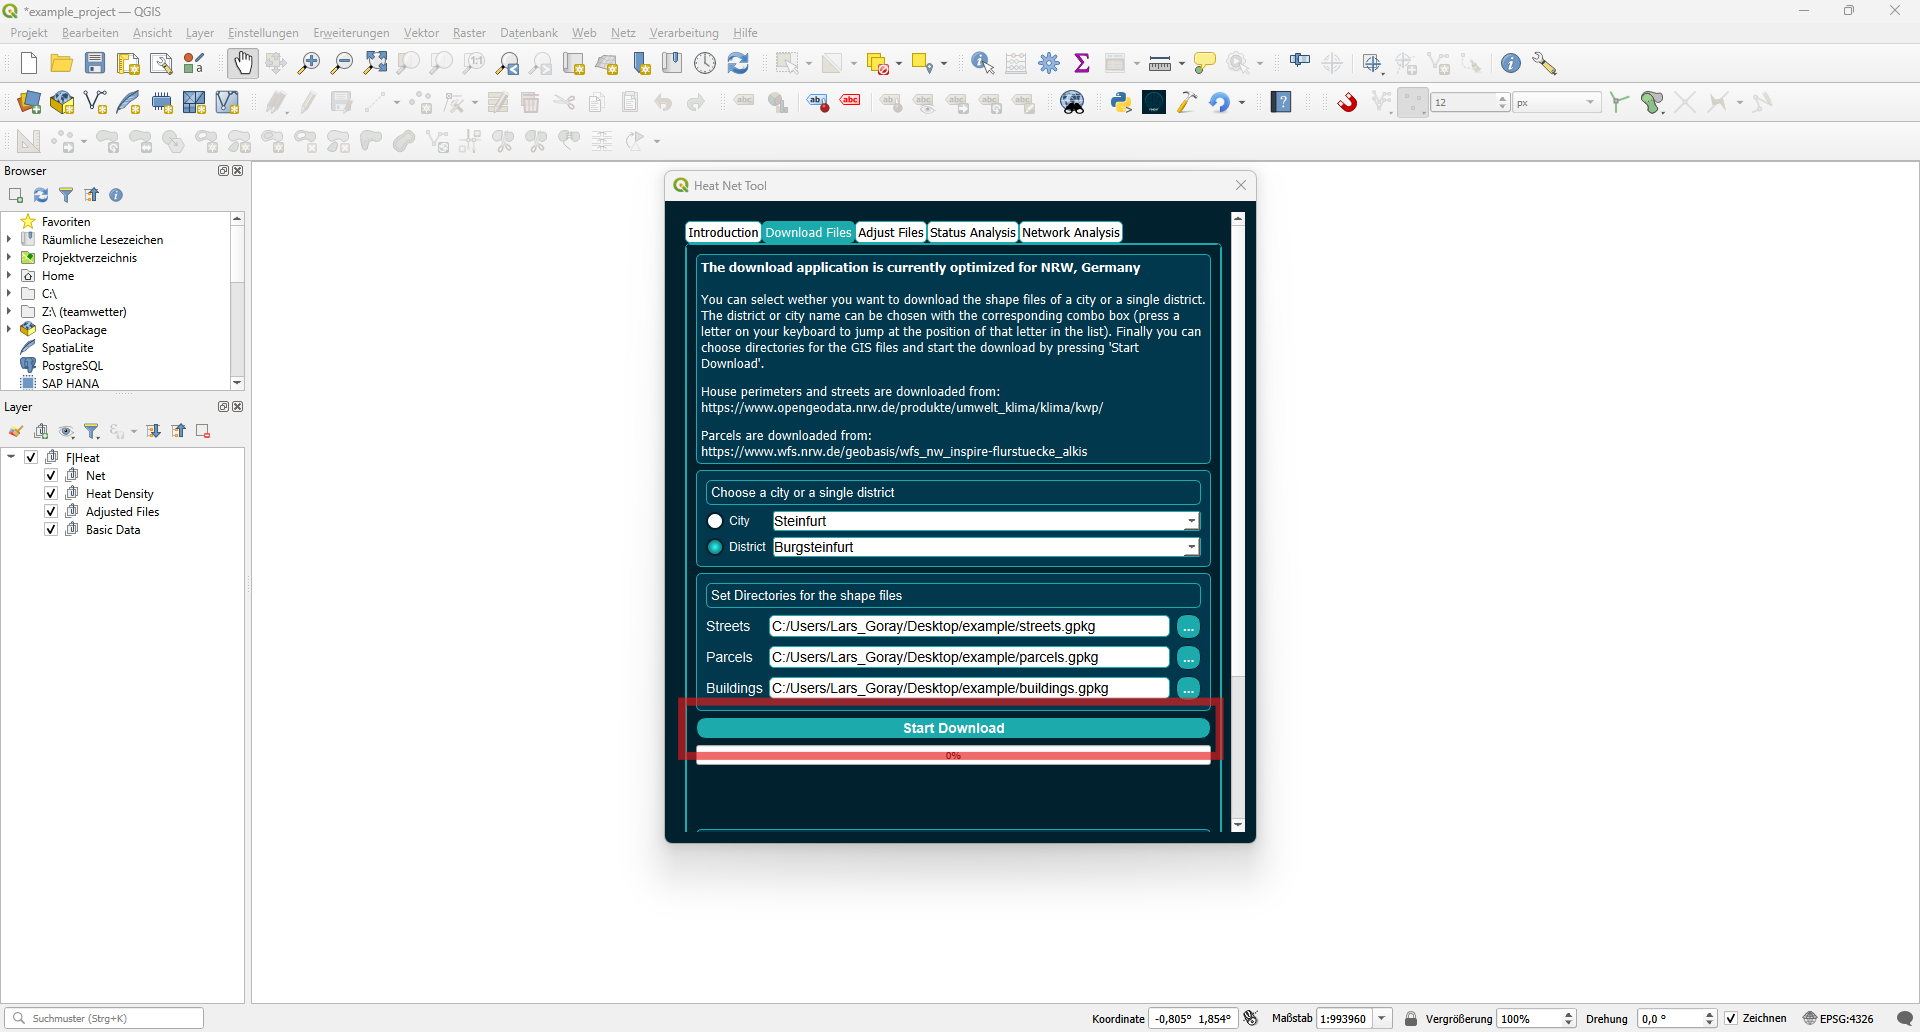 *example_project — QGIS
Projekt Bearbeiten Ansicht Layer Einstellungen Erweiterungen Vektor Raster Datenbank Web Netz Verarbeitung Hilfe
12 px
Browser
Favoriten
Räumliche Lesezeichen
Projektverzeichnis
Home
C:\
Z:\ (teamwetter)
GeoPackage
SpatiaLite
PostgreSQL
SAP HANA
Layer
F|Heat
Net
Heat Density
Adjusted Files
Basic Data
Heat Net Tool
Introduction Download Files Adjust Files Status Analysis Network Analysis
The download application is currently optimized for NRW, Germany
You can select wether you want to download the shape files of a city or a single district.
The district or city name can be chosen with the corresponding combo box (press a
letter on your keyboard to jump at the position of that letter in the list). Finally you can
choose directories for the GIS files and start the download by pressing 'Start
Download'.
House perimeters and streets are downloaded from:
https://www.opengeodata.nrw.de/produkte/umwelt_klima/klima/kwp/
Parcels are downloaded from:
https://www.wfs.nrw.de/geobasis/wfs_nw_inspire-flurstuecke_alkis
Choose a city or a single district
City Steinfurt
District Burgsteinfurt
Set Directories for the shape files
Streets C:/Users/Lars_Goray/Desktop/example/streets.gpkg ...
Parcels C:/Users/Lars_Goray/Desktop/example/parcels.gpkg ...
Buildings C:/Users/Lars_Goray/Desktop/example/buildings.gpkg ...
Start Download
0%
Suchmuster (Strg+K) Koordinate -0,805° 1,854° Maßstab 1:993960 Vergrößerung 100% Drehung 0,0 ° Zeichnen EPSG:4326